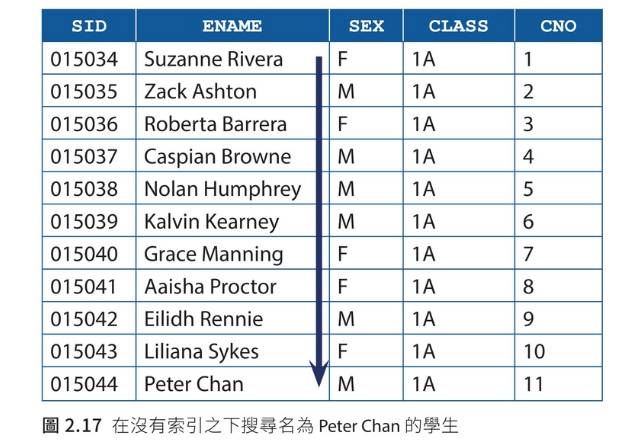 SID ENAME SEX CLASS CNO
015034 Suzanne Rivera F 1A 1
015035 Zack Ashton M 1A 2
015036 Roberta Barrera F 1A 3
015037 Caspian Browne M 1A 4
015038 Nolan Humphrey M 1A 5
015039 Kalvin Kearney M 1A 6
015040 Grace Manning F 1A 7
015041 Aaisha Proctor F 1A 8
015042 Eilidh Rennie M 1A 9
015043 Liliana Sykes F 1A 10
015044 Peter Chan M 1A 11
圖 2.17 在沒有索引之下搜尋名為 Peter Chan 的學生